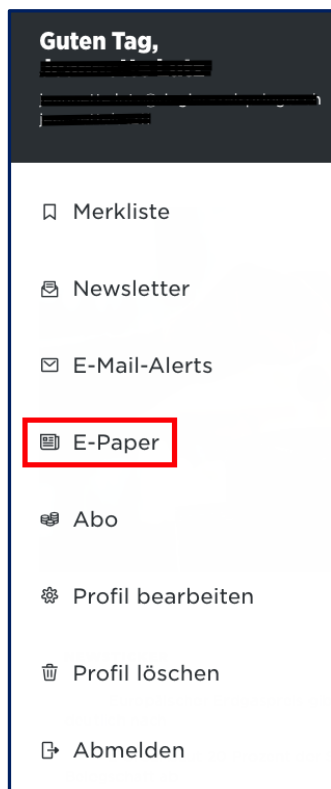 Guten Tag,
Merkliste
Newsletter
E-Mail-Alerts
E-Paper
Abo
Profil bearbeiten
Profil löschen
Abmelden